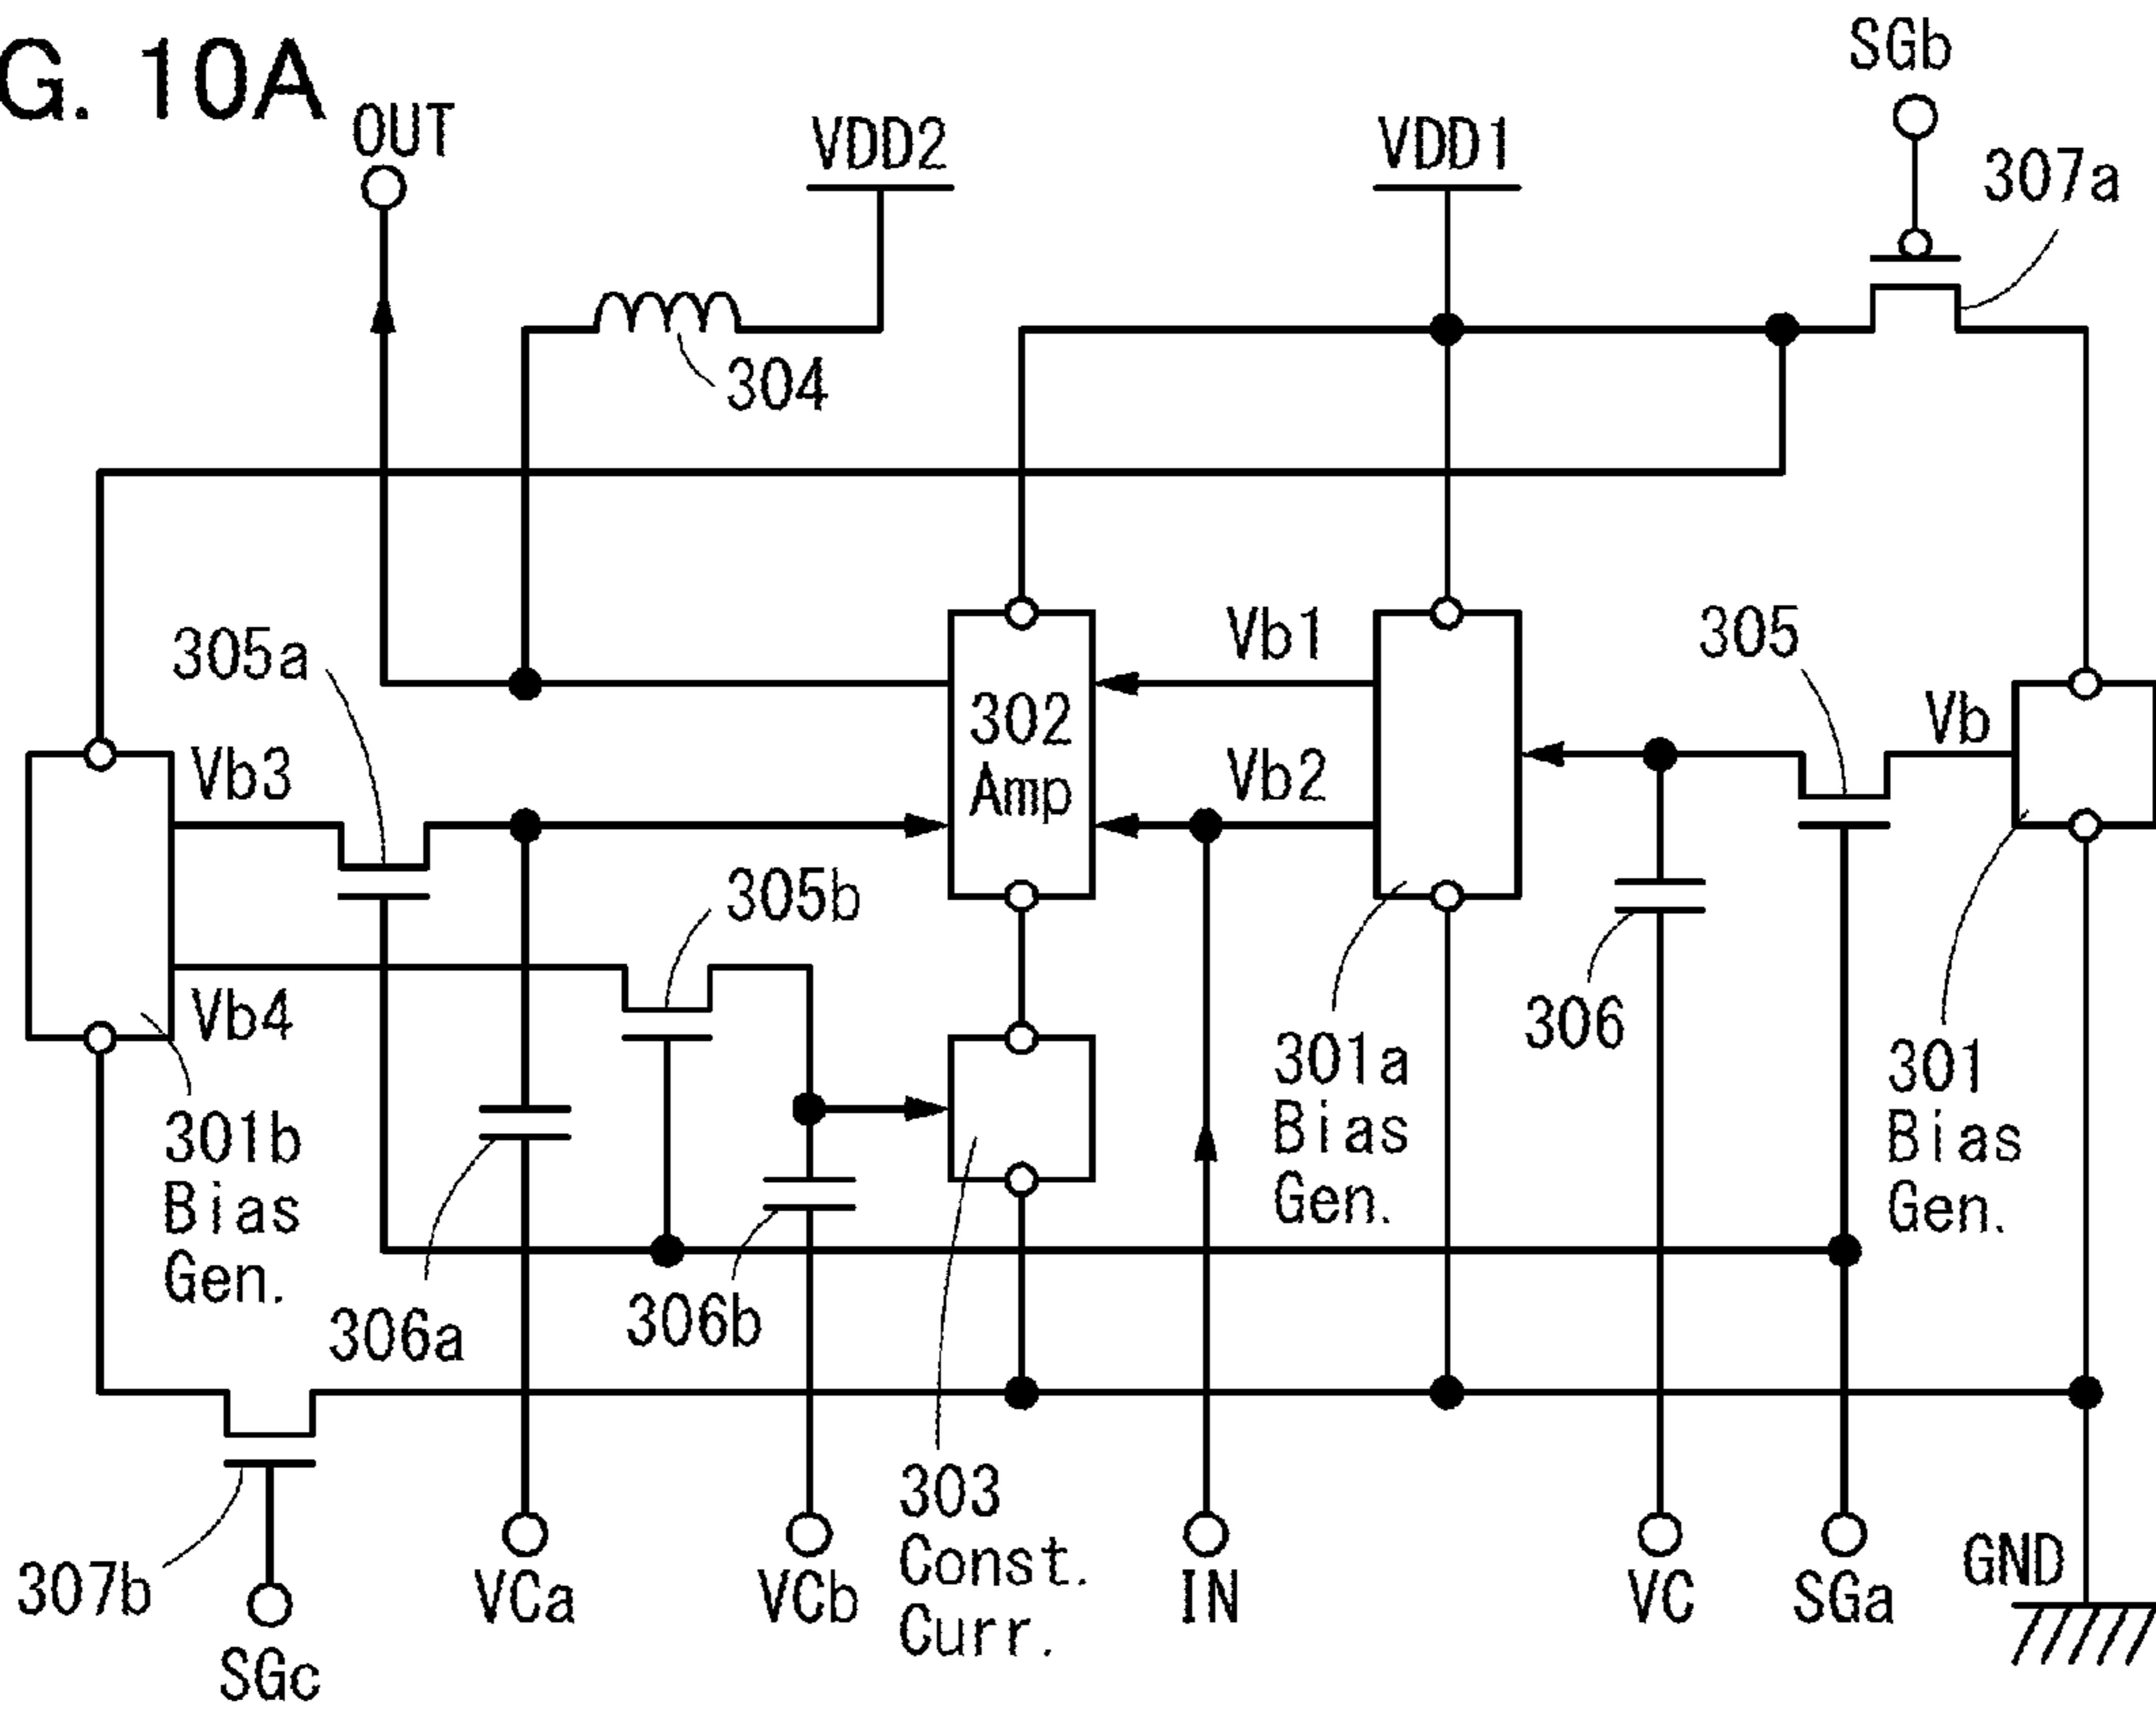 G. 10A
SGb
OUT
VDD2
VDD1
307a
304
305a
Vb1
305
302
Amp
Vb
Vb3
Vb2
305b
Vb4
306
301a
Bias
Gen.
301
Bias
Gen.
301b
Bias
Gen.
306a
306b
303
Const.
Curr.
307b
VCa
VCb
IN
VC
SGa
GND
SGc